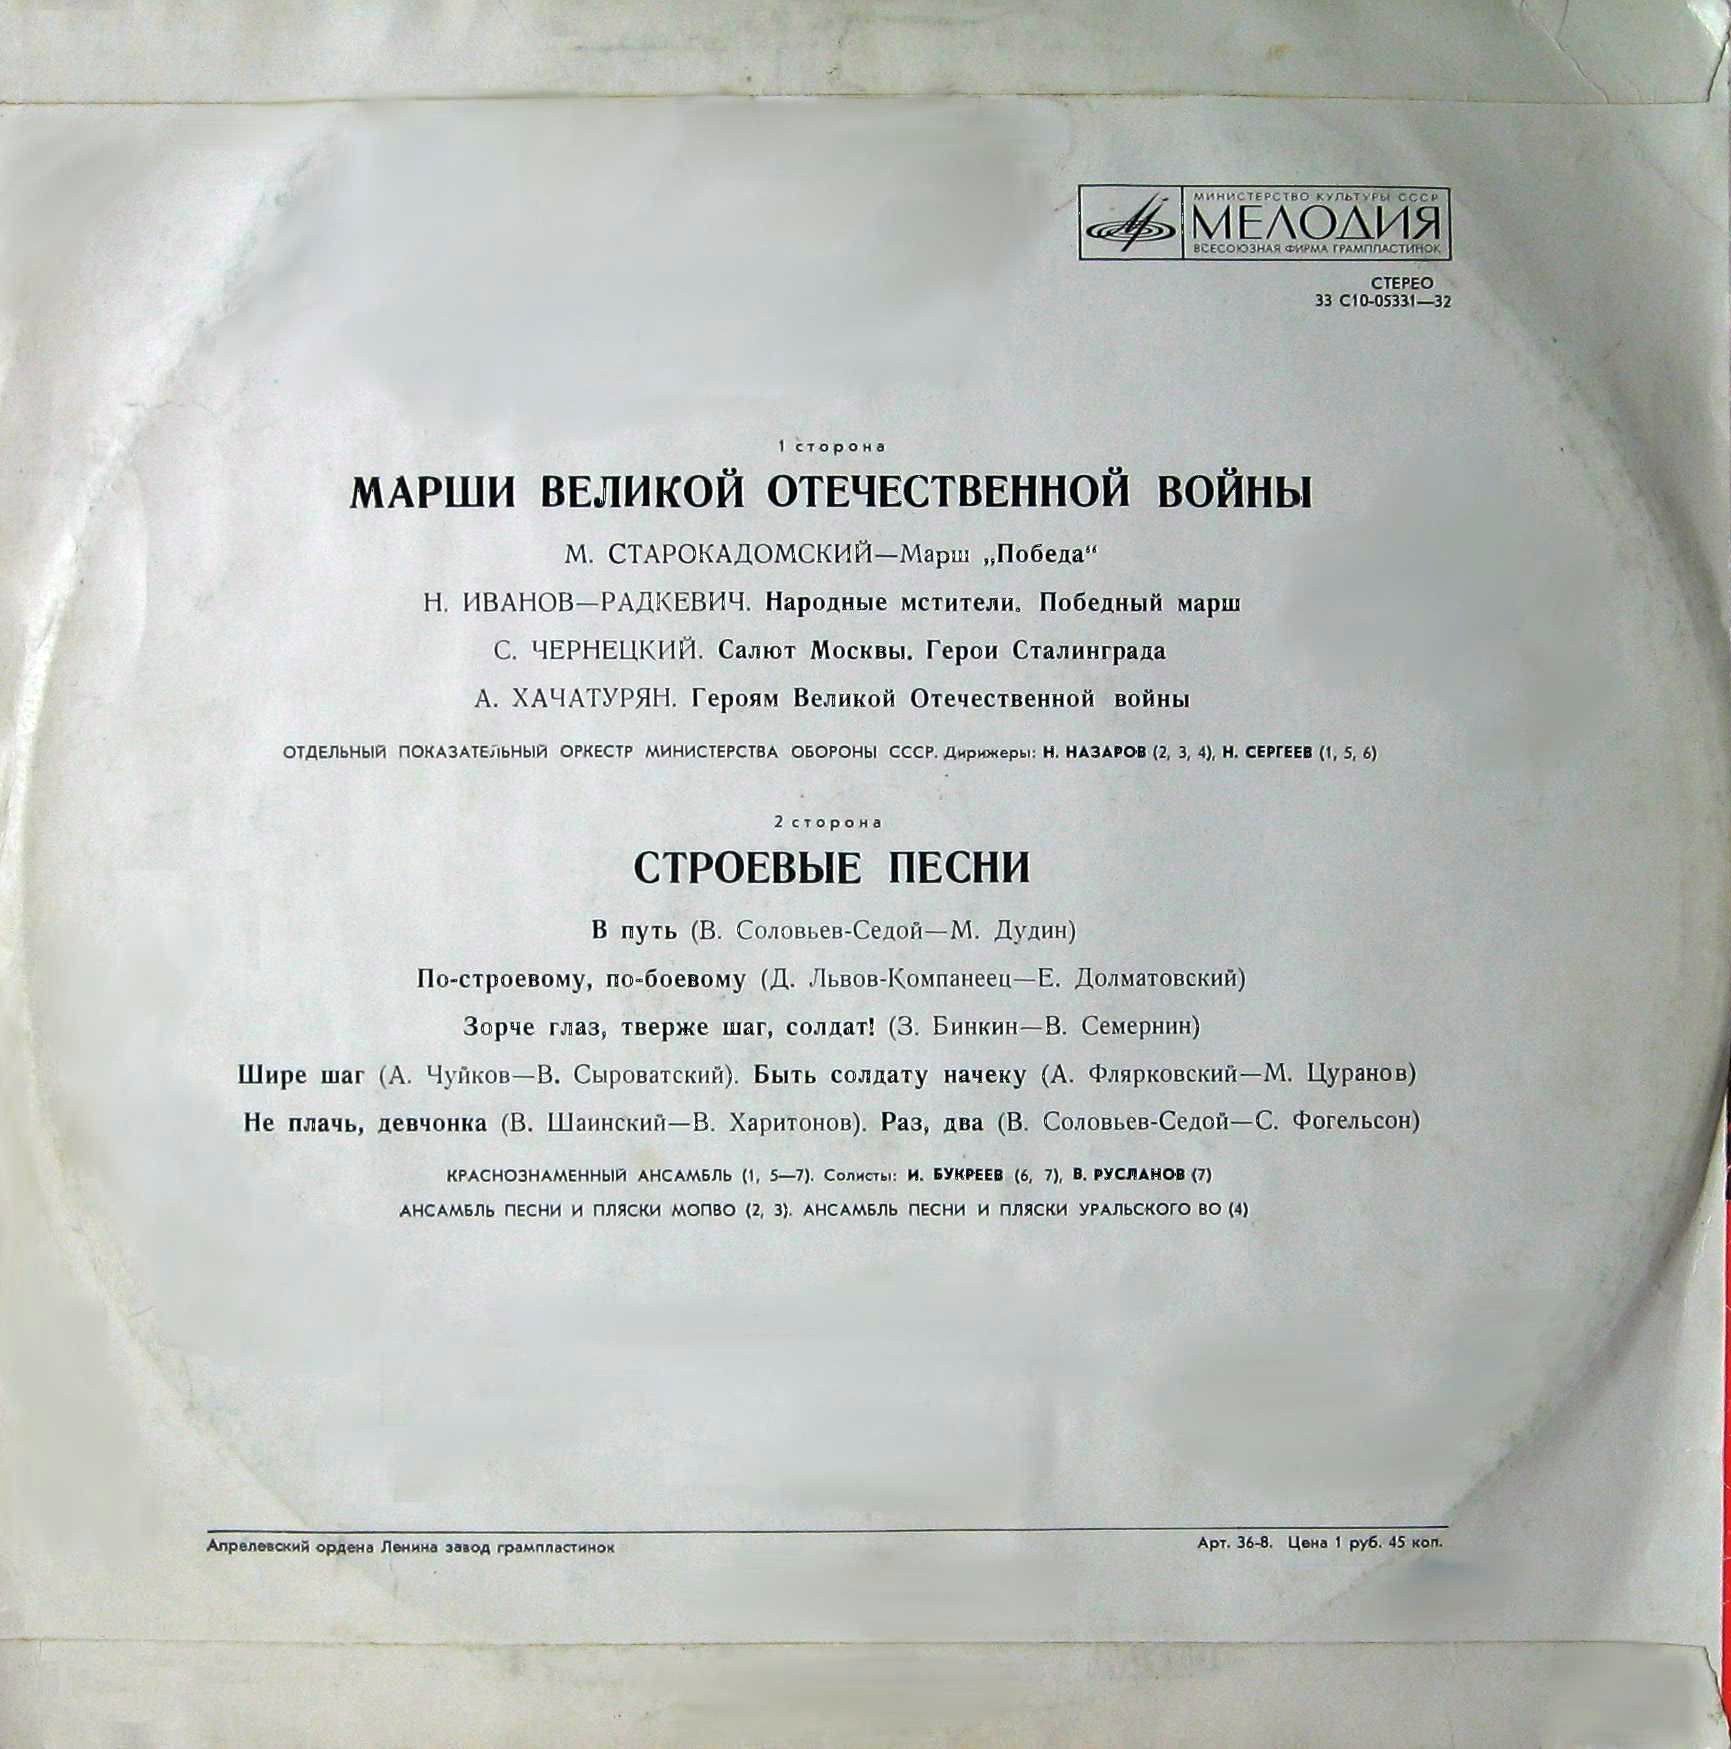 МИНИСТЕРСТВО КУЛЬТУРЫ СССР
МЕЛОДИЯ
ВСЕСОЮЗНАЯ ФИРМА ГРАМПЛАСТИНОК
СТЕРЕО
33 С10-05331—32
1 сторона
МАРШИ ВЕЛИКОЙ ОТЕЧЕСТВЕННОЙ ВОЙНЫ
М. СТАРОКАДОМСКИЙ—Марш „Победа“
Н. ИВАНОВ—РАДКЕВИЧ. Народные мстители. Победный марш
С. ЧЕРНЕЦКИЙ. Салют Москвы. Герои Сталинграда
А. ХАЧАТУРЯН. Героям Великой Отечественной войны
ОТДЕЛЬНЫЙ ПОКАЗАТЕЛЬНЫЙ ОРКЕСТР МИНИСТЕРСТВА ОБОРОНЫ СССР. Дирижеры: Н. НАЗАРОВ (2, 3, 4), Н. СЕРГЕЕВ (1, 5, 6)
2 сторона
СТРОЕВЫЕ ПЕСНИ
В путь (В. Соловьев-Седой—М. Дудин)
По-строевому, по-боевому (Д. Львов-Компанеец—Е. Долматовский)
Зорче глаз, тверже шаг, солдат! (З. Бинкин—В. Семернин)
Шире шаг (А. Чуйков—В. Сыроватский). Быть солдату начеку (А. Флярковский—М. Цуранов)
Не плачь, девчонка (В. Шаинский—В. Харитонов). Раз, два (В. Соловьев-Седой—С. Фогельсон)
КРАСНОЗНАМЕННЫЙ АНСАМБЛЬ (1, 5—7). Солисты: И. БУКРЕЕВ (6, 7), В. РУСЛАНОВ (7)
АНСАМБЛЬ ПЕСНИ И ПЛЯСКИ МОПВО (2, 3). АНСАМБЛЬ ПЕСНИ И ПЛЯСКИ УРАЛЬСКОГО ВО (4)
Апрелевский ордена Ленина завод грампластинок
Арт. 36-8. Цена 1 руб. 45 коп.